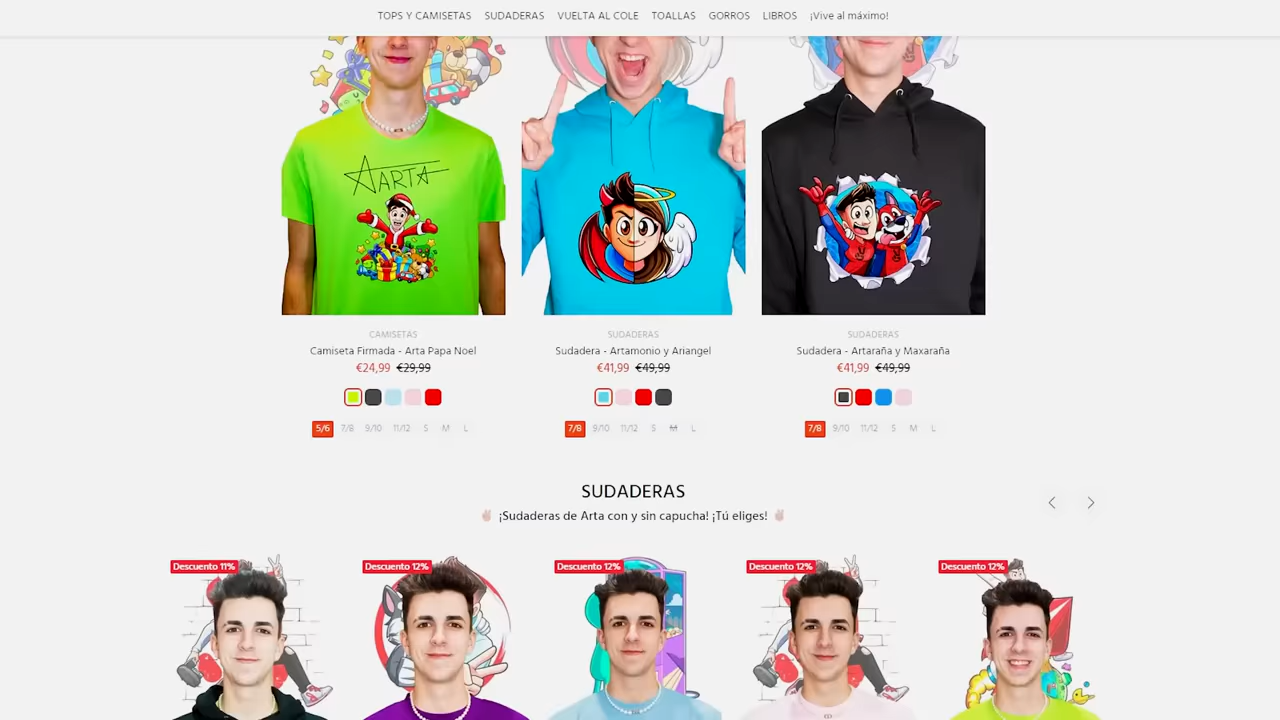 TOPS Y CAMISETAS SUDADERAS VUELTA AL COLE TOALLAS GORROS LIBROS ¡Vive al máximo!
AARTA
CAMISETAS
Camiseta Firmada - Arta Papa Noel
€24,99 €29,99
5/6 7/8 9/10 11/12 S M L
SUDADERAS
Sudadera - Artamonio y Ariangel
€41,99 €49,99
7/8 9/10 11/12 S M L
SUDADERAS
Sudadera - Artaraña y Maxaraña
€41,99 €49,99
7/8 9/10 11/12 S M L
SUDADERAS
¡Sudaderas de Arta con y sin capucha! ¡Tú eliges!
Descuento 11%
Descuento 12%
Descuento 12%
Descuento 12%
Descuento 12%